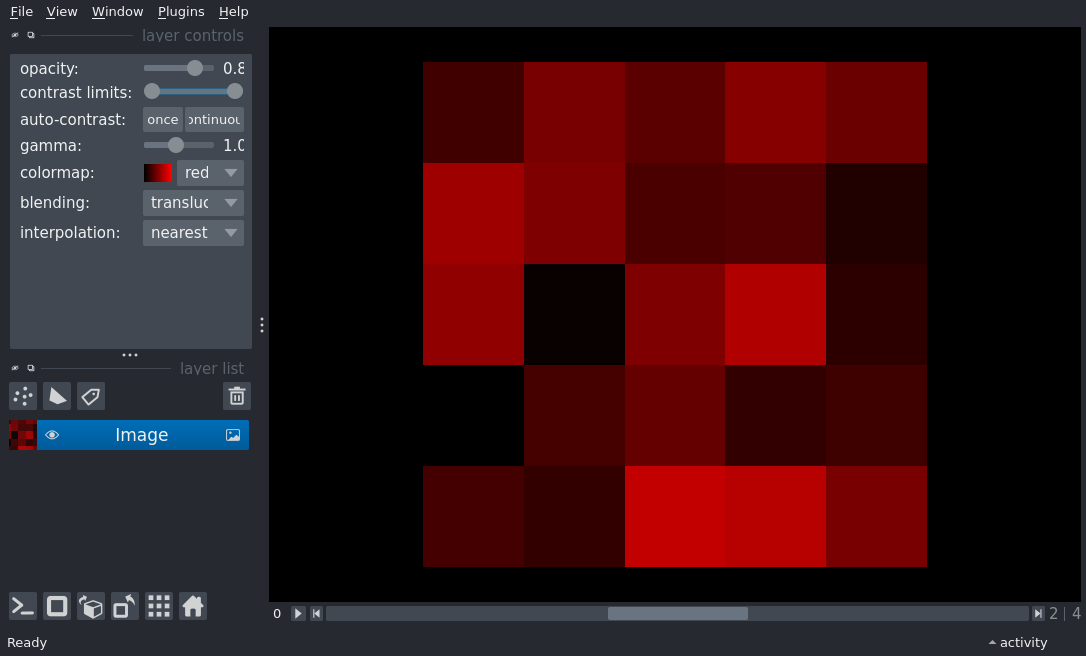 File View Window Plugins Help
layer controls
opacity: 0.8
contrast limits:
auto-contrast: once ontinuou
gamma: 1.0
colormap: red
blending: transluc
interpolation: nearest
layer list
Image
0 2 4
Ready activity